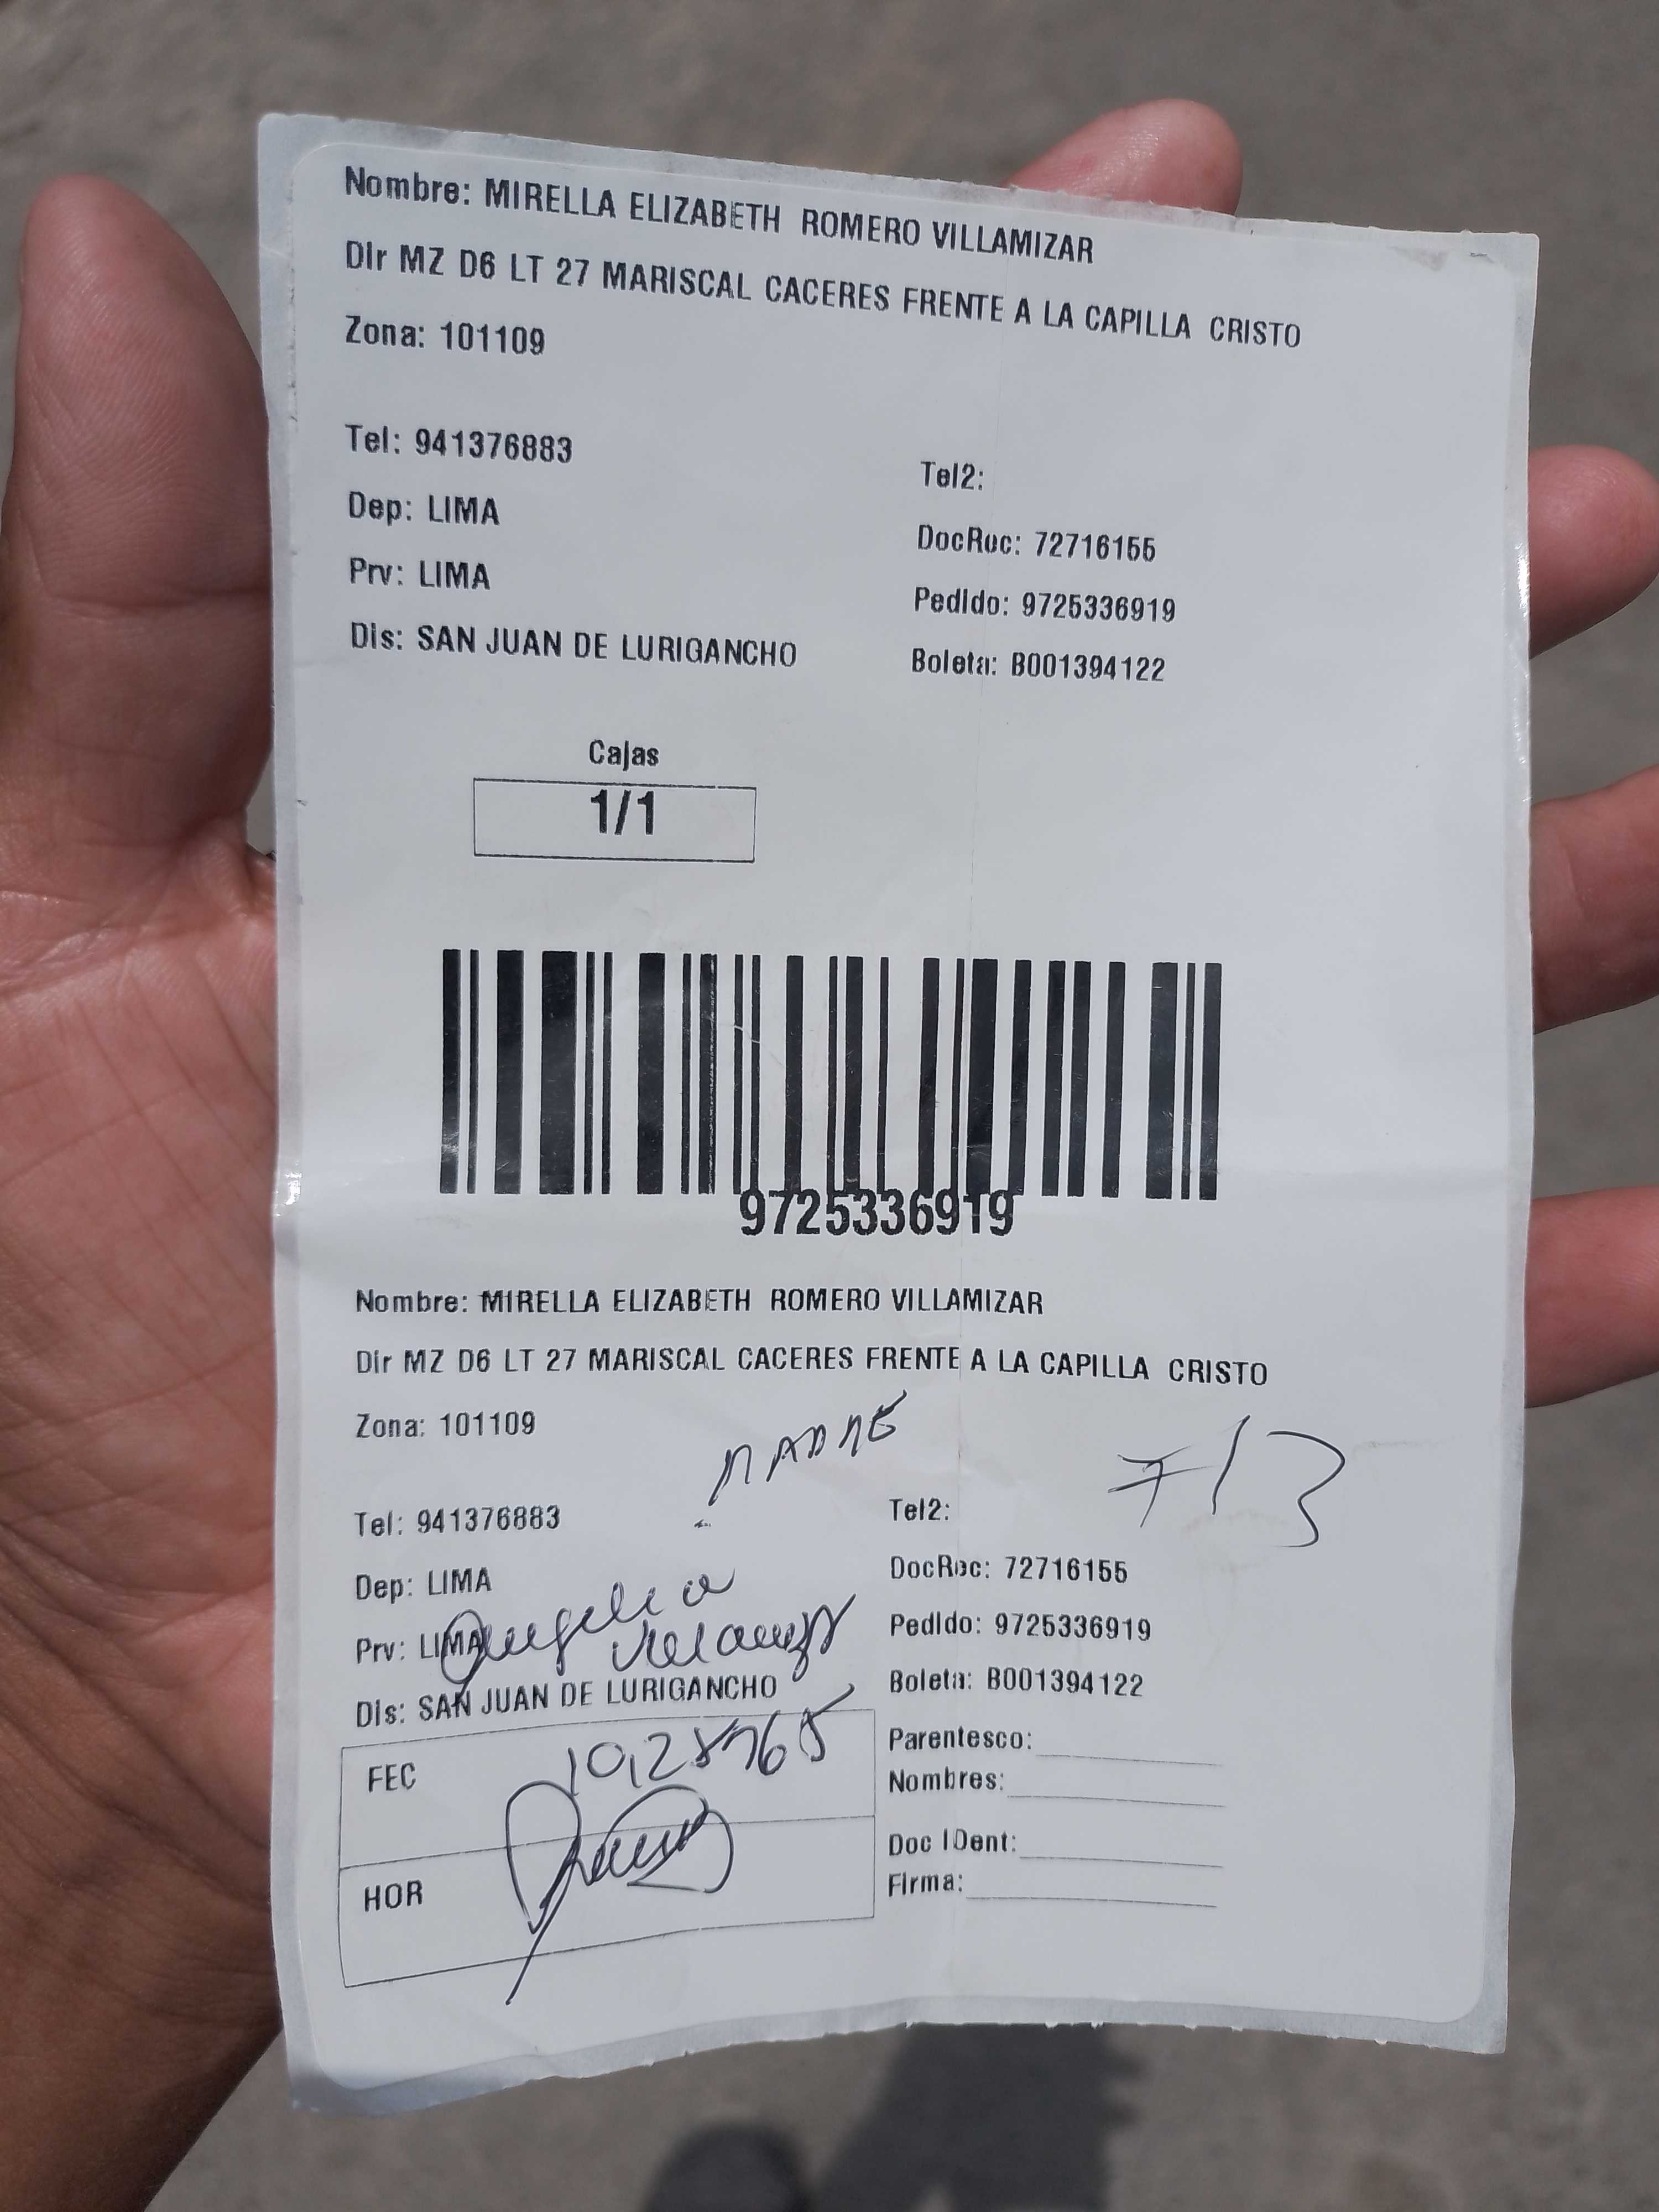 Nombre: MIRELLA ELIZABETH ROMERO VILLAMIZAR
Dir MZ D6 LT 27 MARISCAL CACERES FRENTE A LA CAPILLA CRISTO
Zona: 101109
Tel: 941376883
Tel2:
Dep: LIMA
DocRec: 72716155
Prv: LIMA
Pedido: 9725336919
Dis: SAN JUAN DE LURIGANCHO
Boleta: B001394122
Cajas
1/1
9725336919
Nombre: MIRELLA ELIZABETH ROMERO VILLAMIZAR
Dir MZ D6 LT 27 MARISCAL CACERES FRENTE A LA CAPILLA CRISTO
Zona: 101109
MADRE
713
Tel: 941376883
Tel2:
Dep: LIMA
DocRec: 72716155
Angelica
Prv: LIMA
Pedido: 9725336919
Dis: SAN JUAN DE LURIGANCHO
Boleta: B001394122
FEC
Parentesco:
Nombres:
HOR
Doc IDent:
Firma: